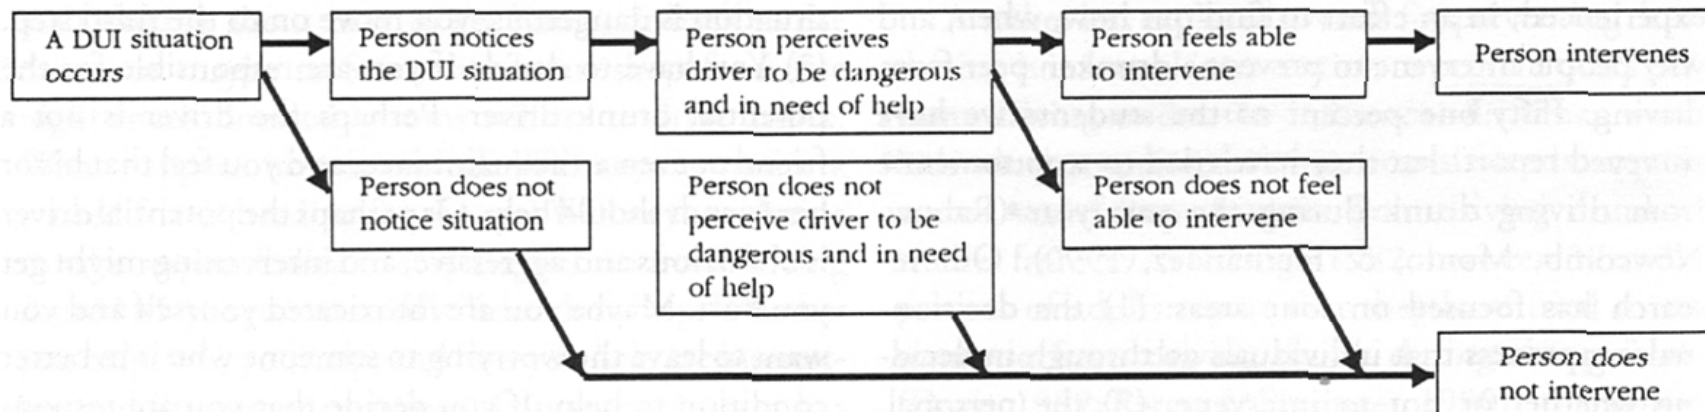 A DUI situation
occurs
Person notices
the DUI situation
Person perceives
driver to be dangerous
and in need of help
Person feels able
to intervene
Person intervenes
Person does not
notice situation
Person does not
perceive driver to be
dangerous and in need
of help
Person does not feel
able to intervene
Person does
not intervene